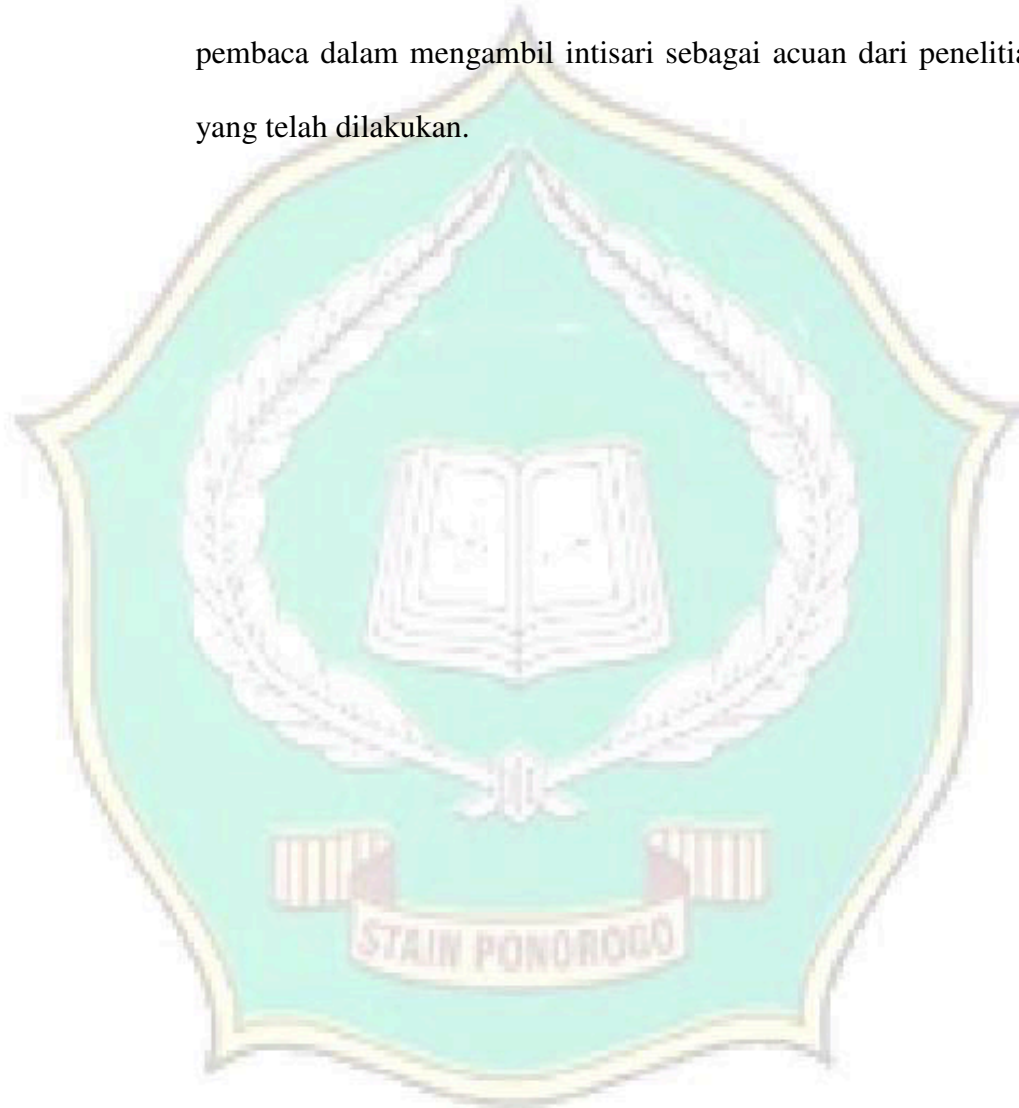 pembaca dalam mengambil intisari sebagai acuan dari penelitia
yang telah dilakukan.
STAIN PONOROGO